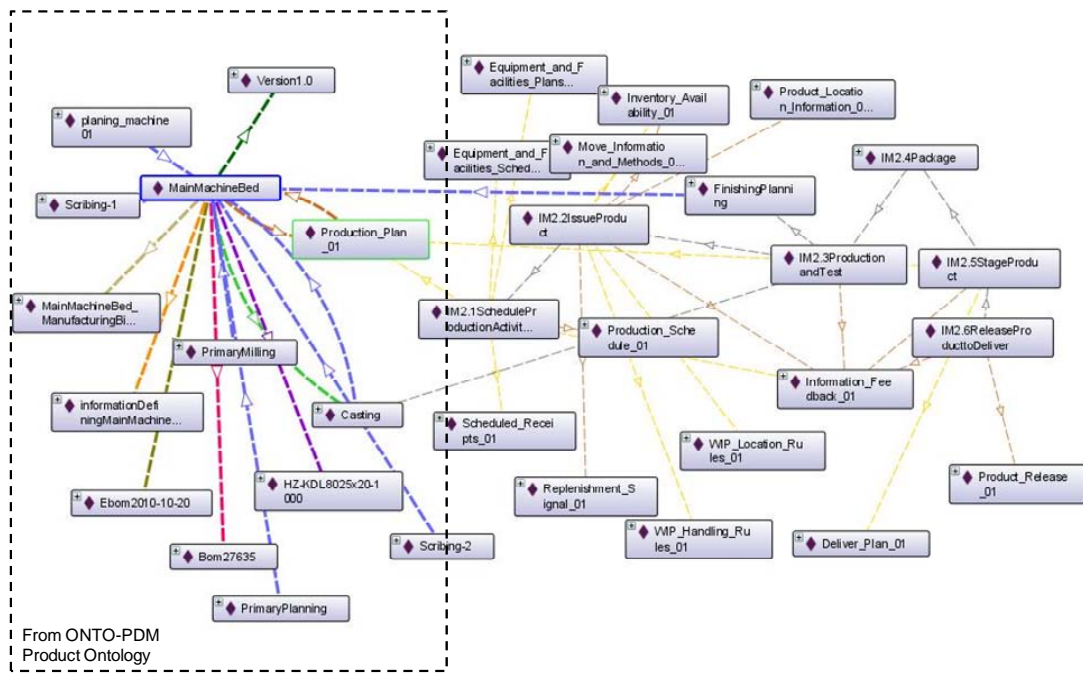 Equipment_and_F
acilities_Plans...
Version1.0
Inventory_Avail
ability_01
Product_Locatio
n_Information_0...
planing_machine
01
Equipment_and_F
acilities_Sched...
Move_Information
_and_Methods_0...
IM2.4Package
MainMachineBed
FinishingPlanni
ng
Scribing-1
IM2.2IssueProdu
ct
Production_Plan
_01
IM2.3Production
andTest
IM2.5StageProdu
ct
MainMachineBed_
ManufacturingBi...
IM2.1SchedulePr
oductionActivit...
Production_Sche
dule_01
IM2.6ReleasePro
ducttoDeliver
PrimaryMilling
informationDefi
ningMainMachine...
Casting
Information_Fee
dback_01
Scheduled_Recei
pts_01
WIP_Location_Ru
les_01
HZ-KDL8025x20-1
000
Product_Release
_01
Ebom2010-10-20
Replenishment_S
ignal_01
WIP_Handling_Ru
les_01
Deliver_Plan_01
Scribing-2
Bom27635
PrimaryPlanning
From ONTO-PDM
Product Ontology